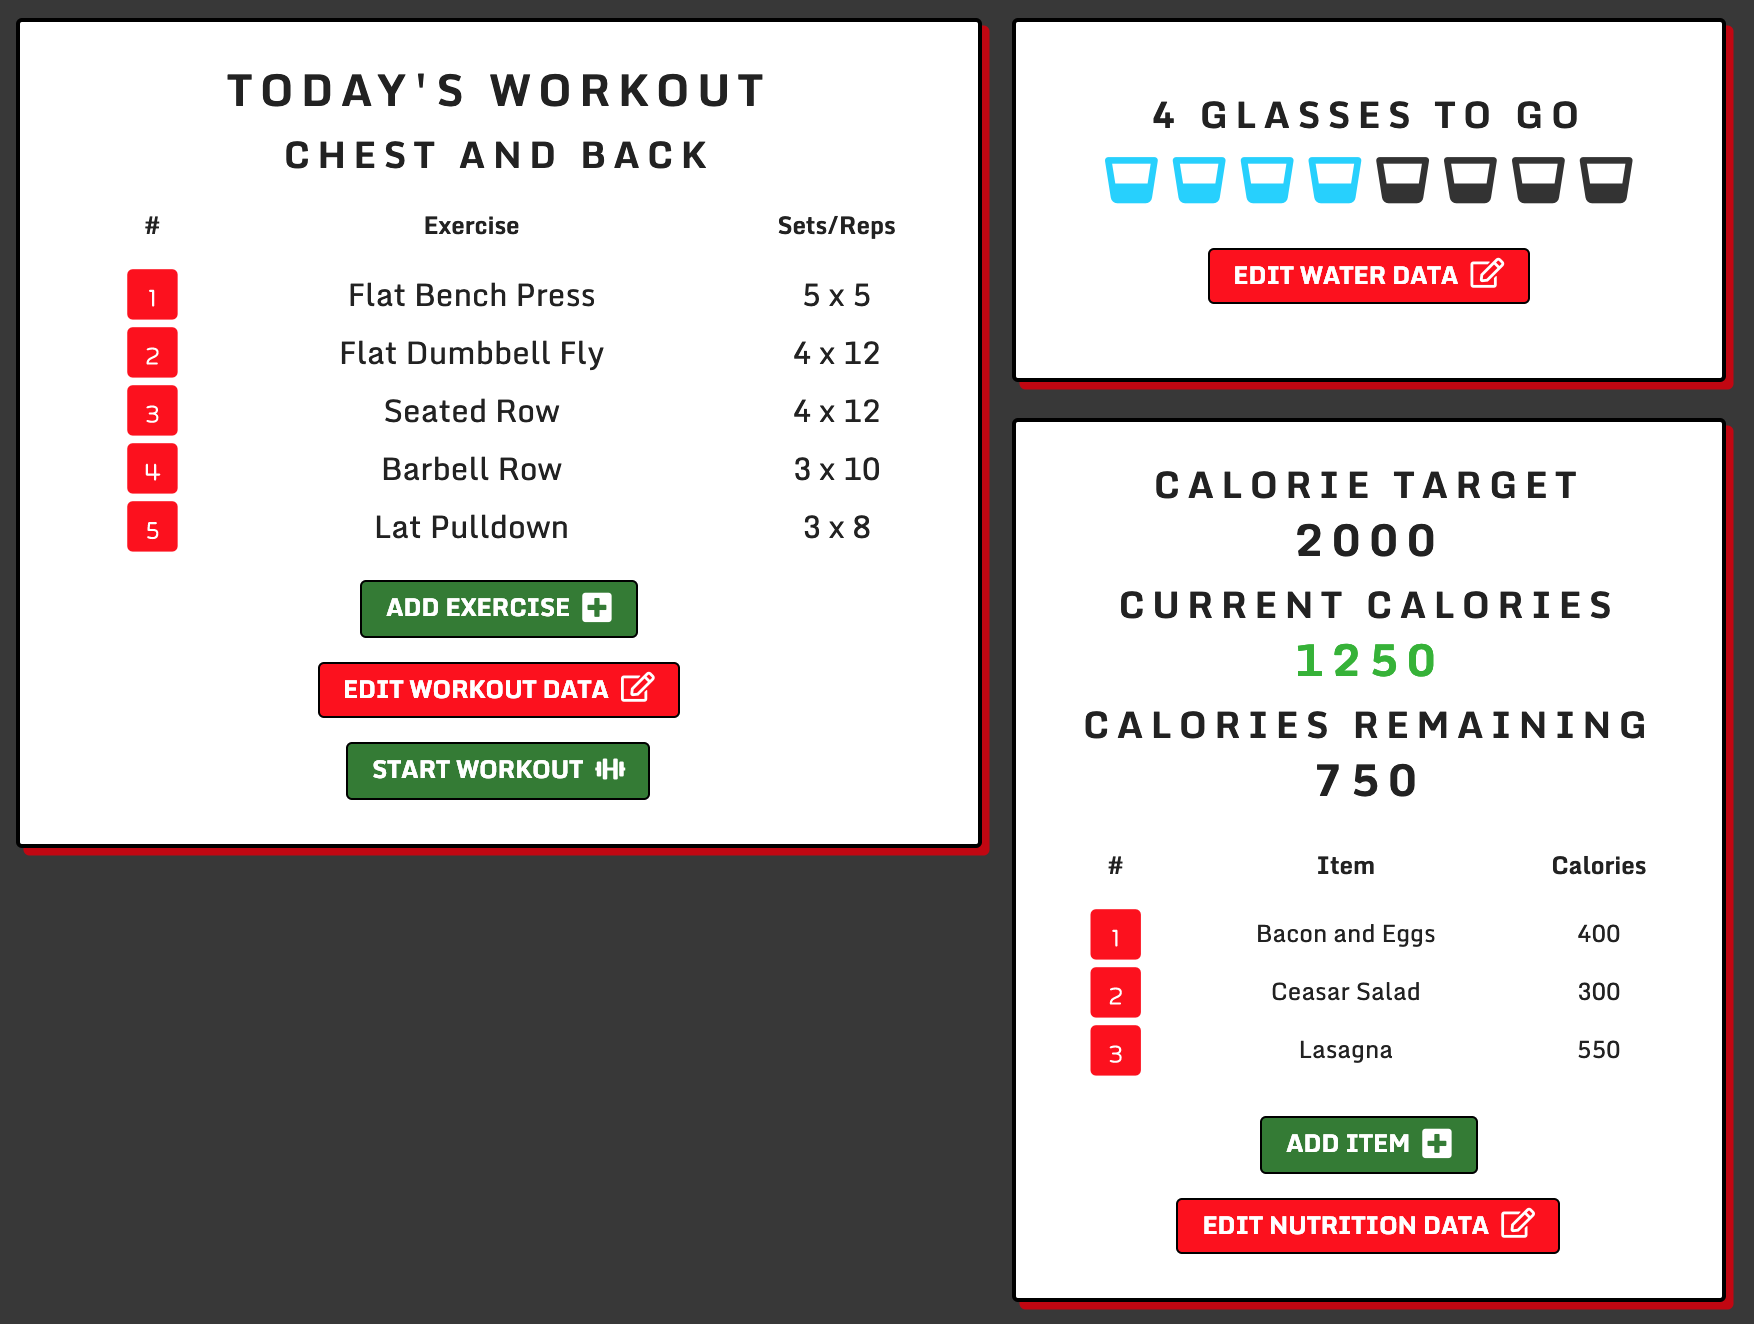 TODAY'S WORKOUT
CHEST AND BACK
# Exercise Sets/Reps
1 Flat Bench Press 5 x 5
2 Flat Dumbbell Fly 4 x 12
3 Seated Row 4 x 12
4 Barbell Row 3 x 10
5 Lat Pulldown 3 x 8
ADD EXERCISE
EDIT WORKOUT DATA
START WORKOUT
4 GLASSES TO GO
EDIT WATER DATA
CALORIE TARGET
2000
CURRENT CALORIES
1250
CALORIES REMAINING
750
# Item Calories
1 Bacon and Eggs 400
2 Ceasar Salad 300
3 Lasagna 550
ADD ITEM
EDIT NUTRITION DATA